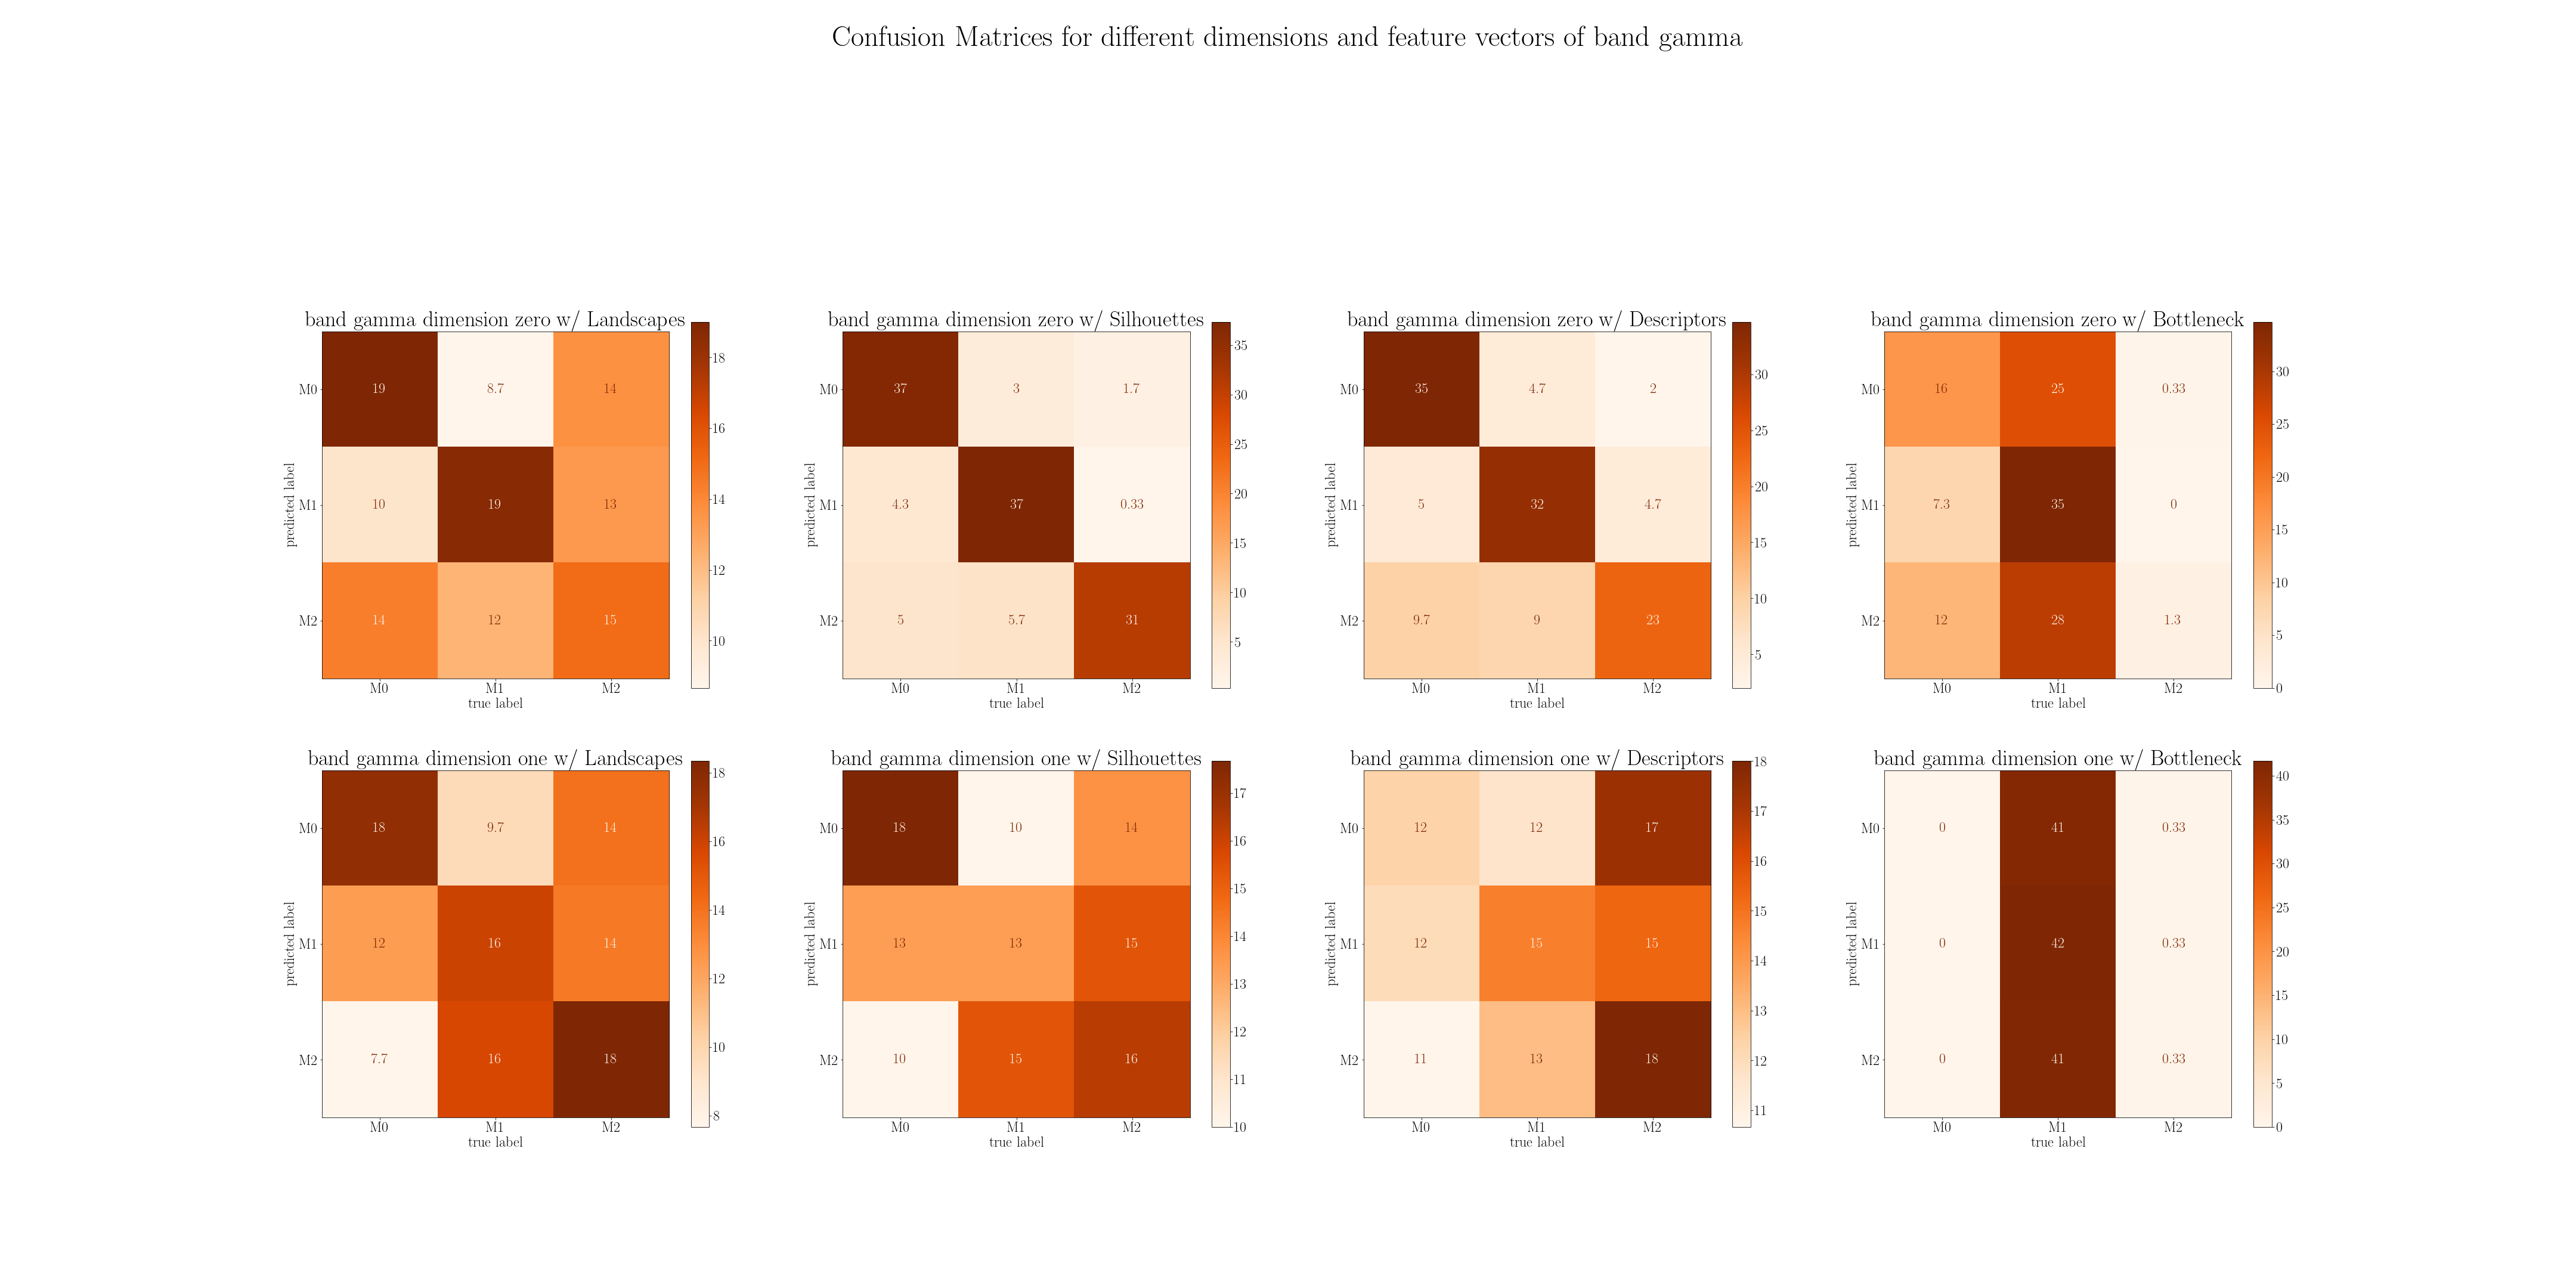 Confusion Matrices for different dimensions and feature vectors of band gamma
band gamma dimension zero w/ Landscapes
predicted label
M0 19 8.7 14
M1 10 19 13
M2 14 12 15
M0 M1 M2
true label
18
16
14
12
10
band gamma dimension zero w/ Silhouettes
predicted label
M0 37 3 1.7
M1 4.3 37 0.33
M2 5 5.7 31
M0 M1 M2
true label
35
30
25
20
15
10
5
band gamma dimension zero w/ Descriptors
predicted label
M0 35 4.7 2
M1 5 32 4.7
M2 9.7 9 23
M0 M1 M2
true label
30
25
20
15
10
5
band gamma dimension zero w/ Bottleneck
predicted label
M0 16 25 0.33
M1 7.3 35 0
M2 12 28 1.3
M0 M1 M2
true label
30
25
20
15
10
5
0
band gamma dimension one w/ Landscapes
predicted label
M0 18 9.7 14
M1 12 16 14
M2 7.7 16 18
M0 M1 M2
true label
18
16
14
12
10
8
band gamma dimension one w/ Silhouettes
predicted label
M0 18 10 14
M1 13 13 15
M2 10 15 16
M0 M1 M2
true label
17
16
15
14
13
12
11
10
band gamma dimension one w/ Descriptors
predicted label
M0 12 12 17
M1 12 15 15
M2 11 13 18
M0 M1 M2
true label
18
17
16
15
14
13
12
11
band gamma dimension one w/ Bottleneck
predicted label
M0 0 41 0.33
M1 0 42 0.33
M2 0 41 0.33
M0 M1 M2
true label
40
35
30
25
20
15
10
5
0